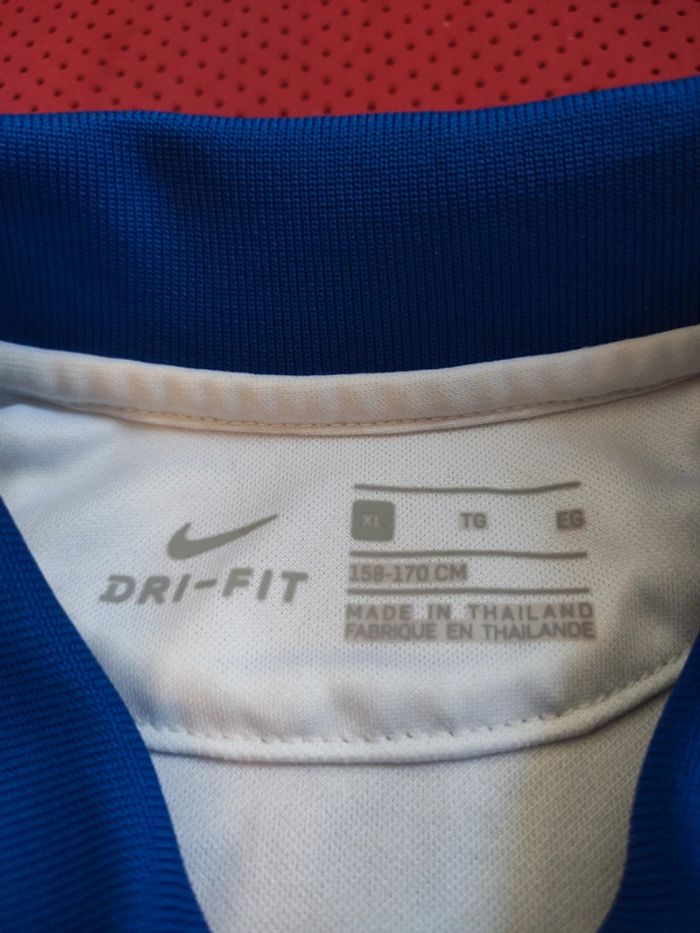 DRI-FIT
XL TG EG
158-170 CM
MADE IN THAILAND
FABRIQUE EN THAILANDE